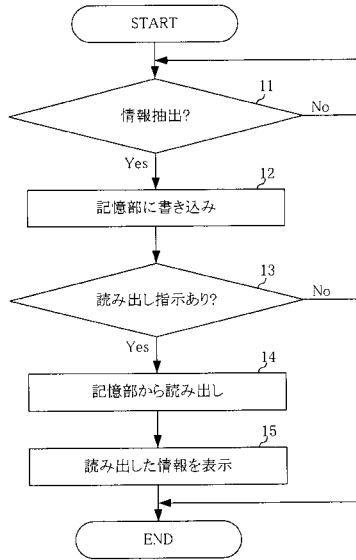 START
11
情報抽出?
No
Yes
12
記憶部に書き込み
13
読み出し指示あり?
No
Yes
14
記憶部から読み出し
15
読み出した情報を表示
END